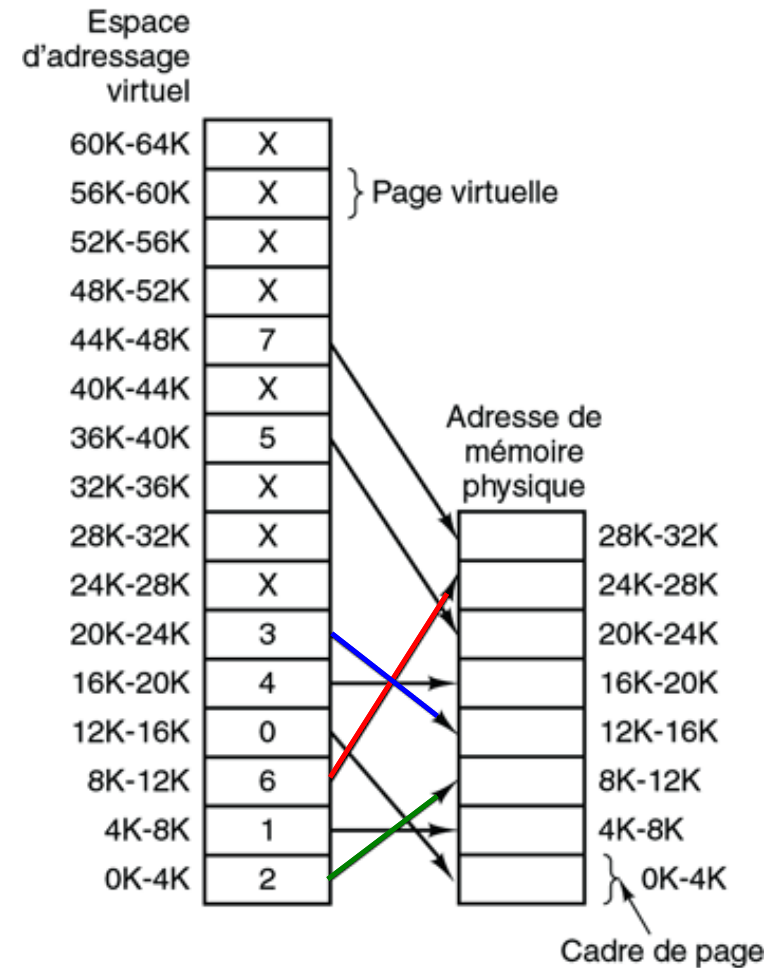 Espace
d'adressage
virtuel
60K-64K X
56K-60K X } Page virtuelle
52K-56K X
48K-52K X
44K-48K 7
40K-44K X
Adresse de
mémoire
physique
36K-40K 5
32K-36K X
28K-32K X 28K-32K
24K-28K X 24K-28K
20K-24K 3 20K-24K
16K-20K 4 16K-20K
12K-16K 0 12K-16K
8K-12K 6 8K-12K
4K-8K 1 4K-8K
0K-4K 2 } 0K-4K
Cadre de page